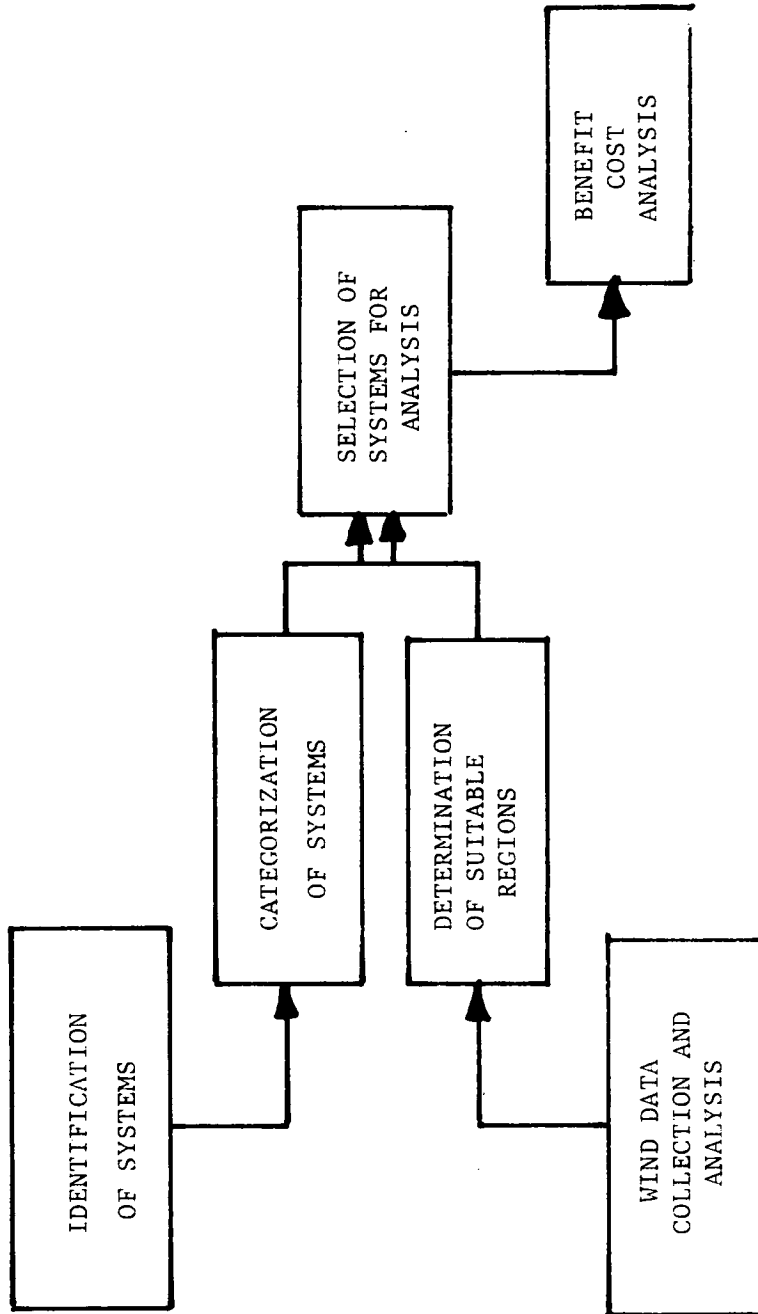 IDENTIFICATION
OF SYSTEMS
CATEGORIZATION
OF SYSTEMS
DETERMINATION
OF SUITABLE
REGIONS
WIND DATA
COLLECTION AND
ANALYSIS
SELECTION OF
SYSTEMS FOR
ANALYSIS
BENEFIT
COST
ANALYSIS